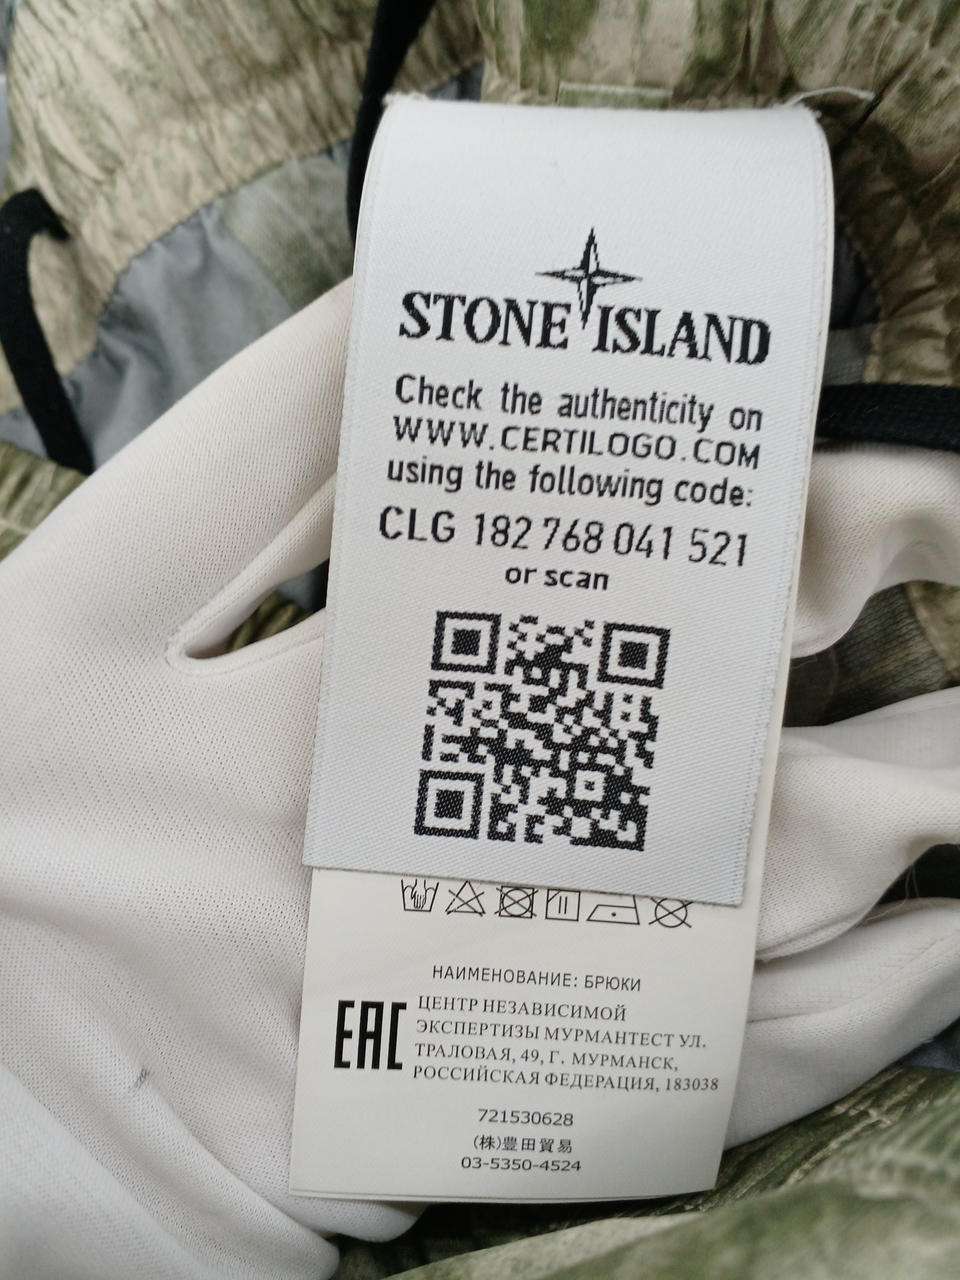 STONE ISLAND
Check the authenticity on
WWW.CERTILOGO.COM
using the following code:
CLG 182 768 041 521
or scan
НАИМЕНОВАНИЕ: БРЮКИ
EAC
ЦЕНТР НЕЗАВИСИМОЙ
ЭКСПЕРТИЗЫ МУРМАНТЕСТ УЛ.
ТРАЛОВАЯ, 49, Г. МУРМАНСК,
РОССИЙСКАЯ ФЕДЕРАЦИЯ, 183038
721530628
(株)豊田貿易
03-5350-4524